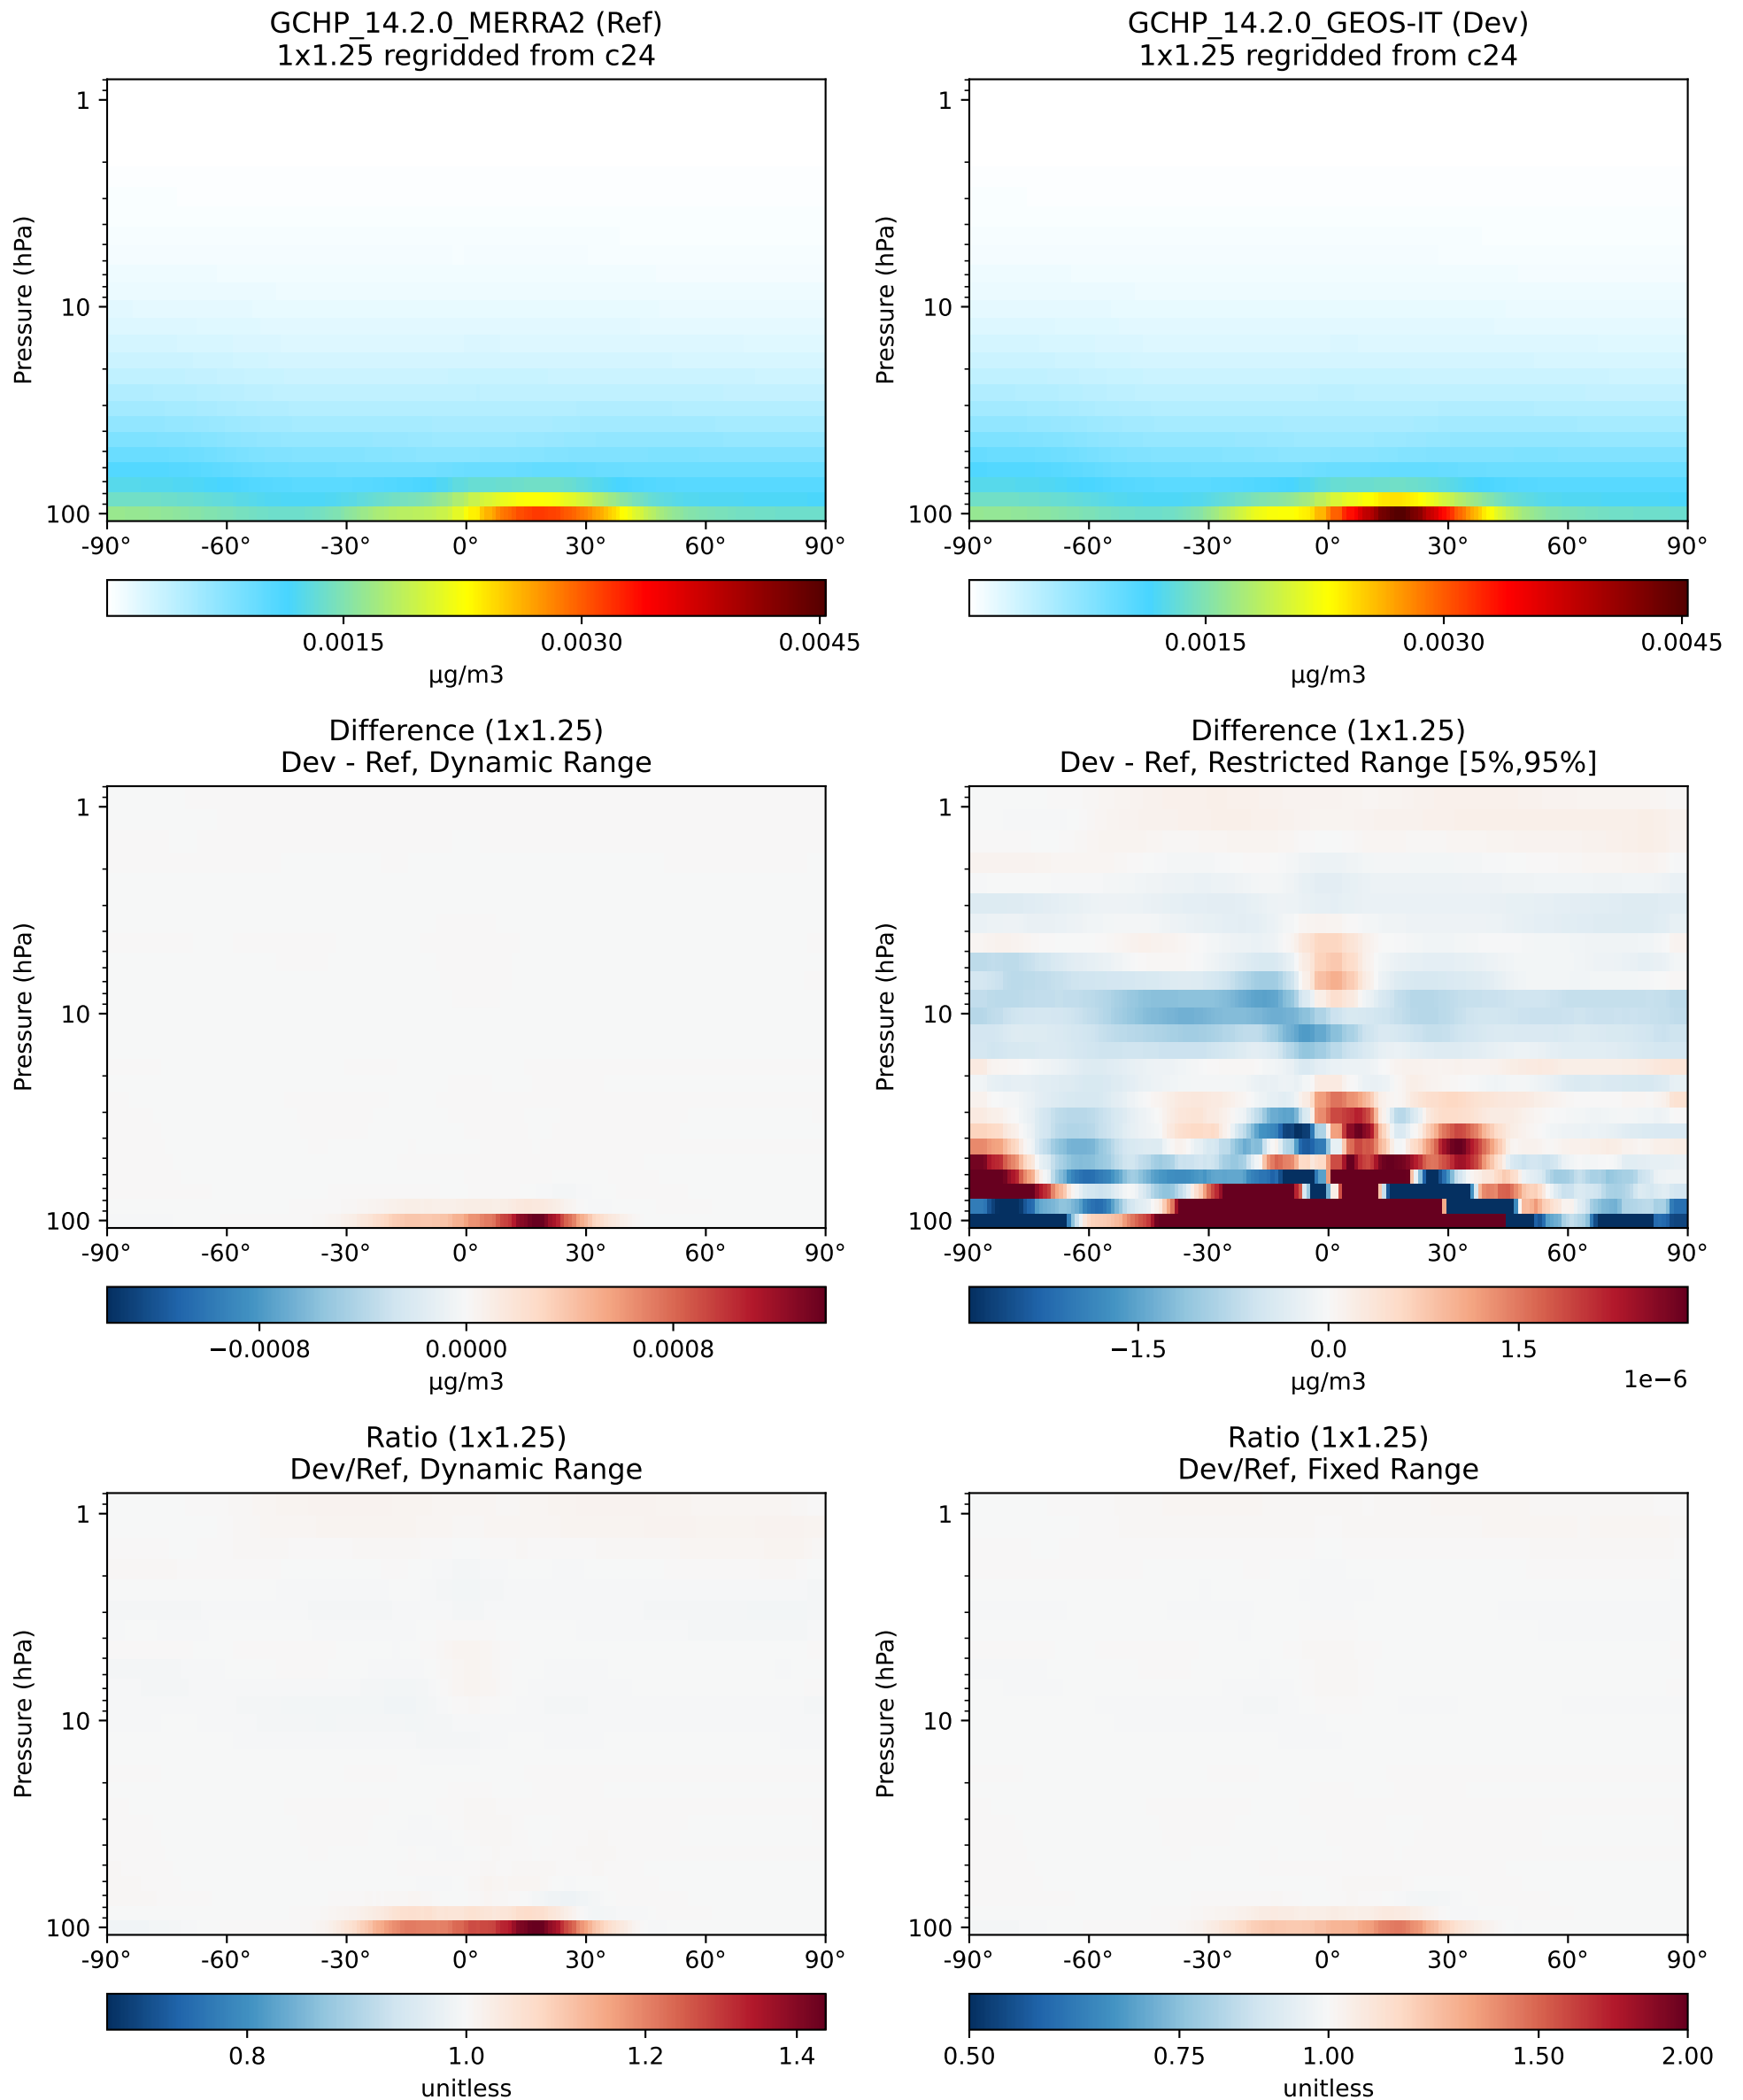 GCHP_14.2.0_MERRA2 (Ref)
1x1.25 regridded from c24
Pressure (hPa)
1
10
100
-90° -60° -30° 0° 30° 60° 90°
0.0015 0.0030 0.0045
µg/m3
GCHP_14.2.0_GEOS-IT (Dev)
1x1.25 regridded from c24
Pressure (hPa)
1
10
100
-90° -60° -30° 0° 30° 60° 90°
0.0015 0.0030 0.0045
µg/m3
Difference (1x1.25)
Dev - Ref, Dynamic Range
Pressure (hPa)
1
10
100
-90° -60° -30° 0° 30° 60° 90°
−0.0008 0.0000 0.0008
µg/m3
Difference (1x1.25)
Dev - Ref, Restricted Range [5%,95%]
Pressure (hPa)
1
10
100
-90° -60° -30° 0° 30° 60° 90°
−1.5 0.0 1.5
µg/m3
1e−6
Ratio (1x1.25)
Dev/Ref, Dynamic Range
Pressure (hPa)
1
10
100
-90° -60° -30° 0° 30° 60° 90°
0.8 1.0 1.2 1.4
unitless
Ratio (1x1.25)
Dev/Ref, Fixed Range
Pressure (hPa)
1
10
100
-90° -60° -30° 0° 30° 60° 90°
0.50 0.75 1.00 1.50 2.00
unitless